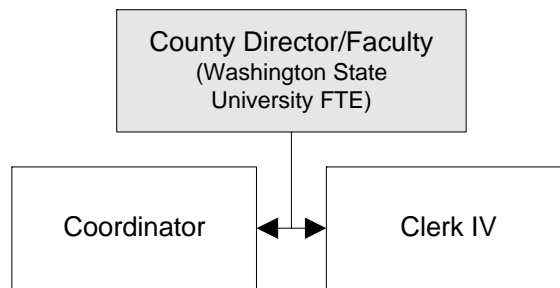 County Director/Faculty
(Washington State
University FTE)
Coordinator
Clerk IV